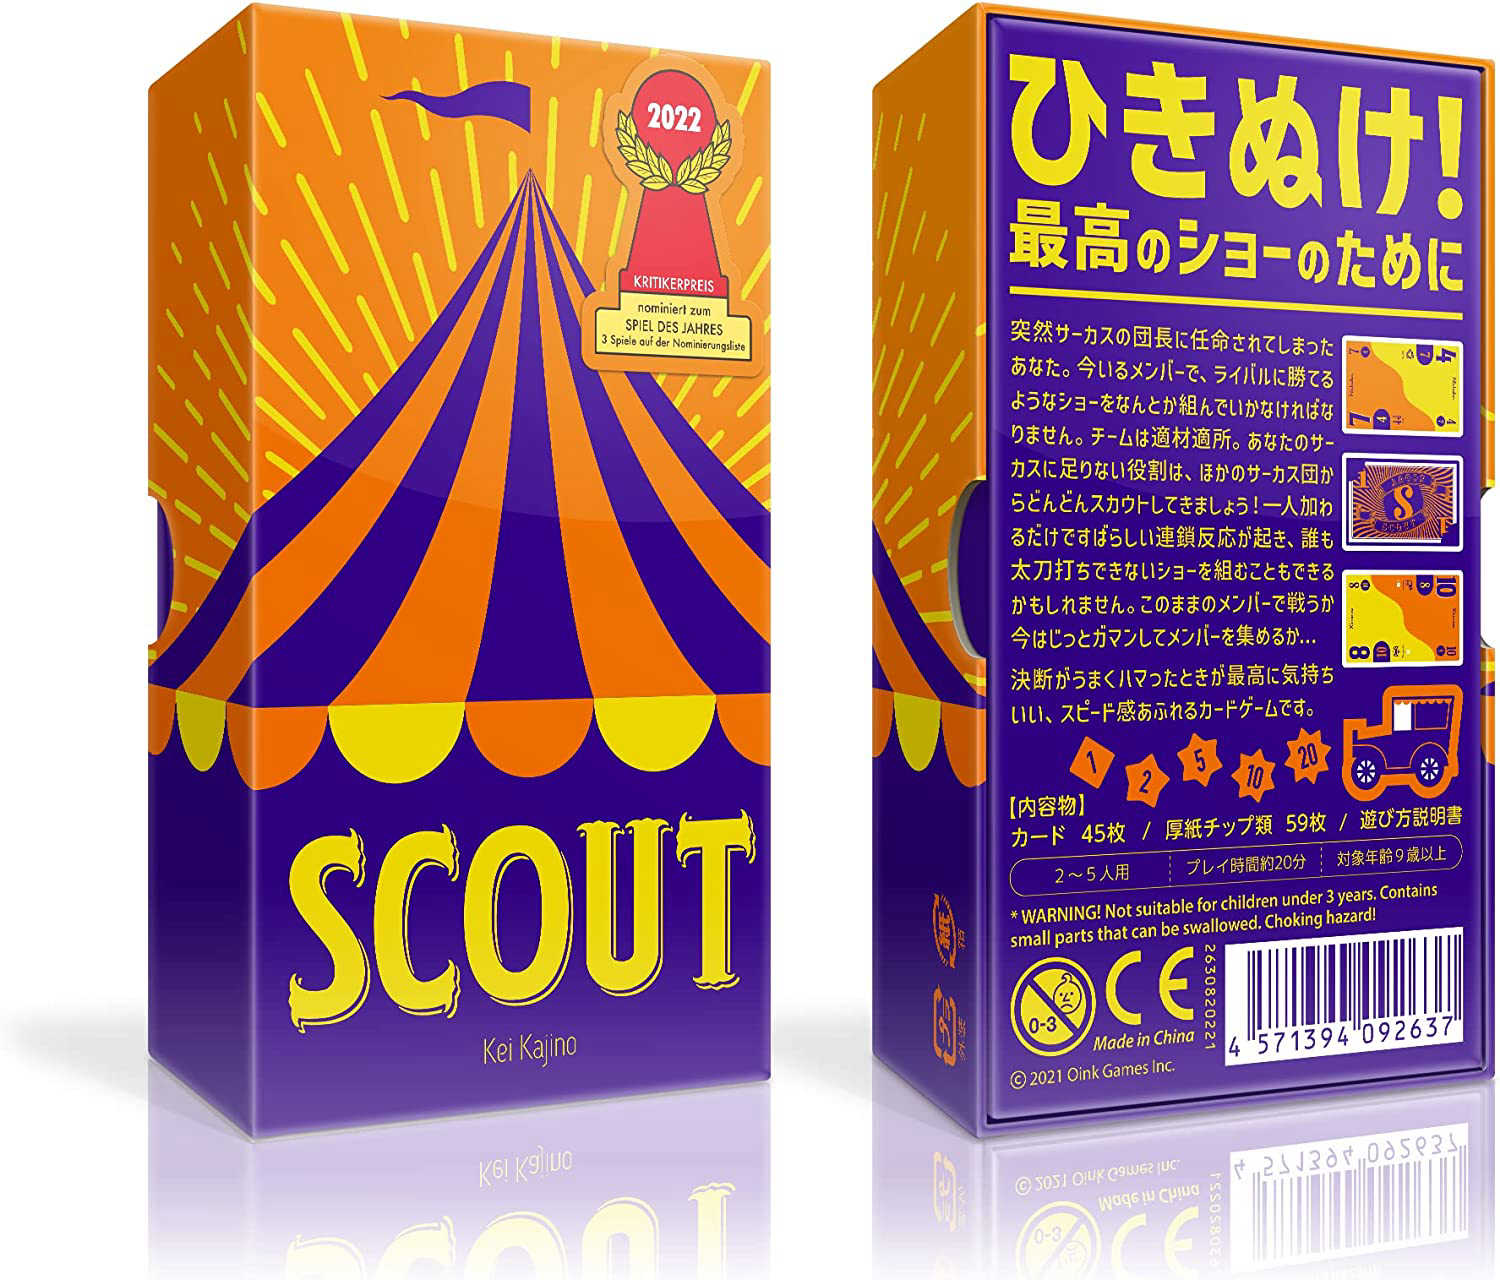 2022
KRITIKERPREIS
nominiert zum
SPIEL DES JAHRES
3 Spiele auf der Nominierungsliste
SCOUT
Kei Kajino
ひきぬけ!
最高のショーのために
突然サーカスの団長に任命されてしまった
あなた。今いるメンバーで、ライバルに勝てる
ようなショーをなんとか組んでいかなければな
りません。チームは適材適所。あなたのサー
カスに足りない役割は、ほかのサーカス団か
らどんどんスカウトしてきましょう!一人加わ
るだけですばらしい連鎖反応が起き、誰も
太刀打ちできないショーを組むこともできる
かもしれません。このままのメンバーで戦うか
今はじっとガマンしてメンバーを集めるか...
決断がうまくハマったときが最高に気持ち
いい、スピード感あふれるカードゲームです。
1 2 5 10 20
【内容物】
カード 45枚 / 厚紙チップ類 59枚 / 遊び方説明書
2〜5人用 プレイ時間約20分 対象年齢9歳以上
* WARNING! Not suitable for children under 3 years. Contains
small parts that can be swallowed. Choking hazard!
0-3
CE
Made in China
2630820221
4 571394 092637
© 2021 Oink Games Inc.